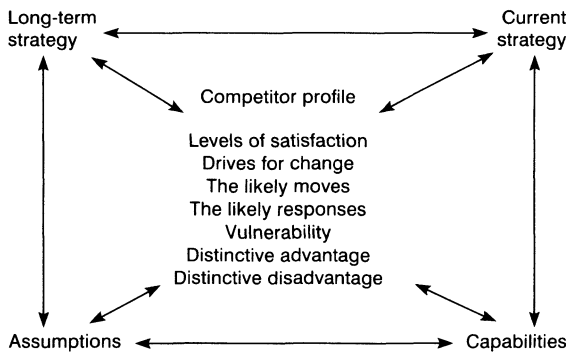 Long-term
strategy
Current
strategy
Competitor profile
Levels of satisfaction
Drives for change
The likely moves
The likely responses
Vulnerability
Distinctive advantage
Distinctive disadvantage
Assumptions
Capabilities